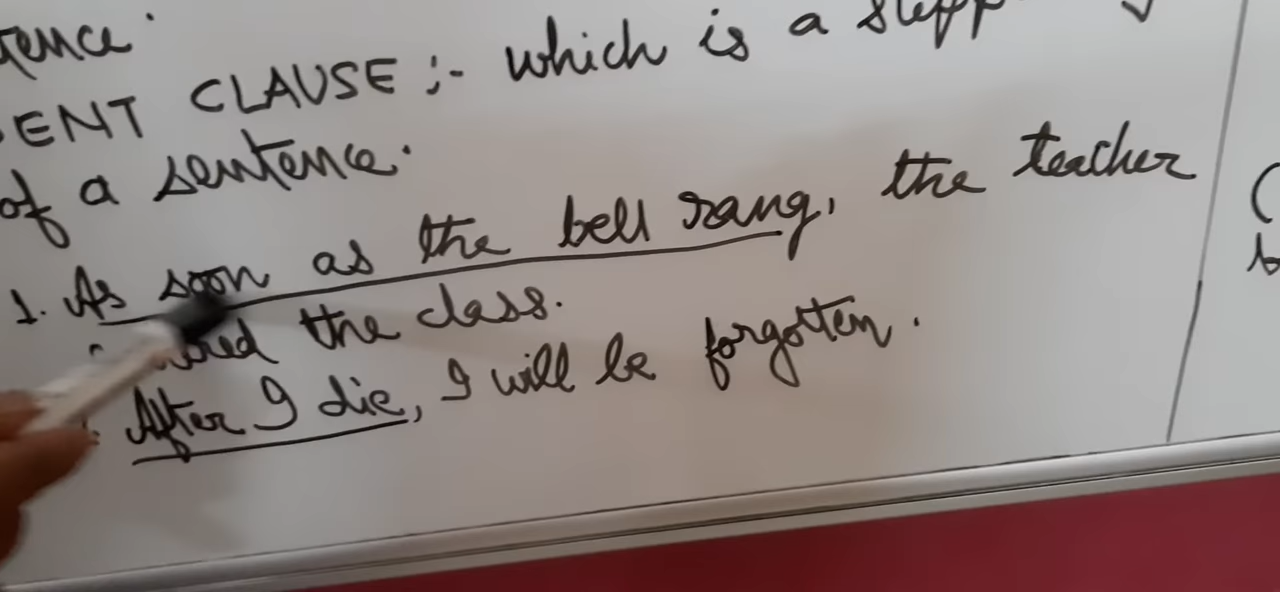 tence.
ENT CLAUSE :- which is a
of a sentence.
1. As soon as the bell rang, the teacher
the class.
After I die, I will be forgotten.